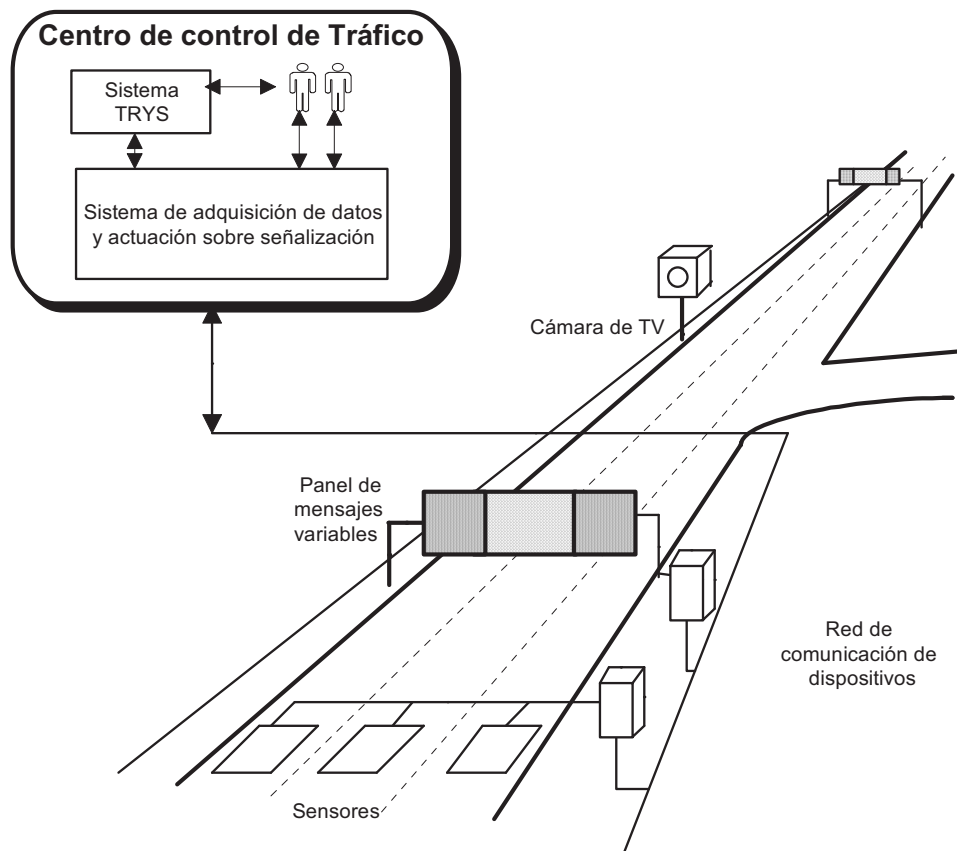 Centro de control de Tráfico
Sistema
TRYS
Sistema de adquisición de datos
y actuación sobre señalización
Cámara de TV
Panel de
mensajes
variables
Red de
comunicación de
dispositivos
Sensores